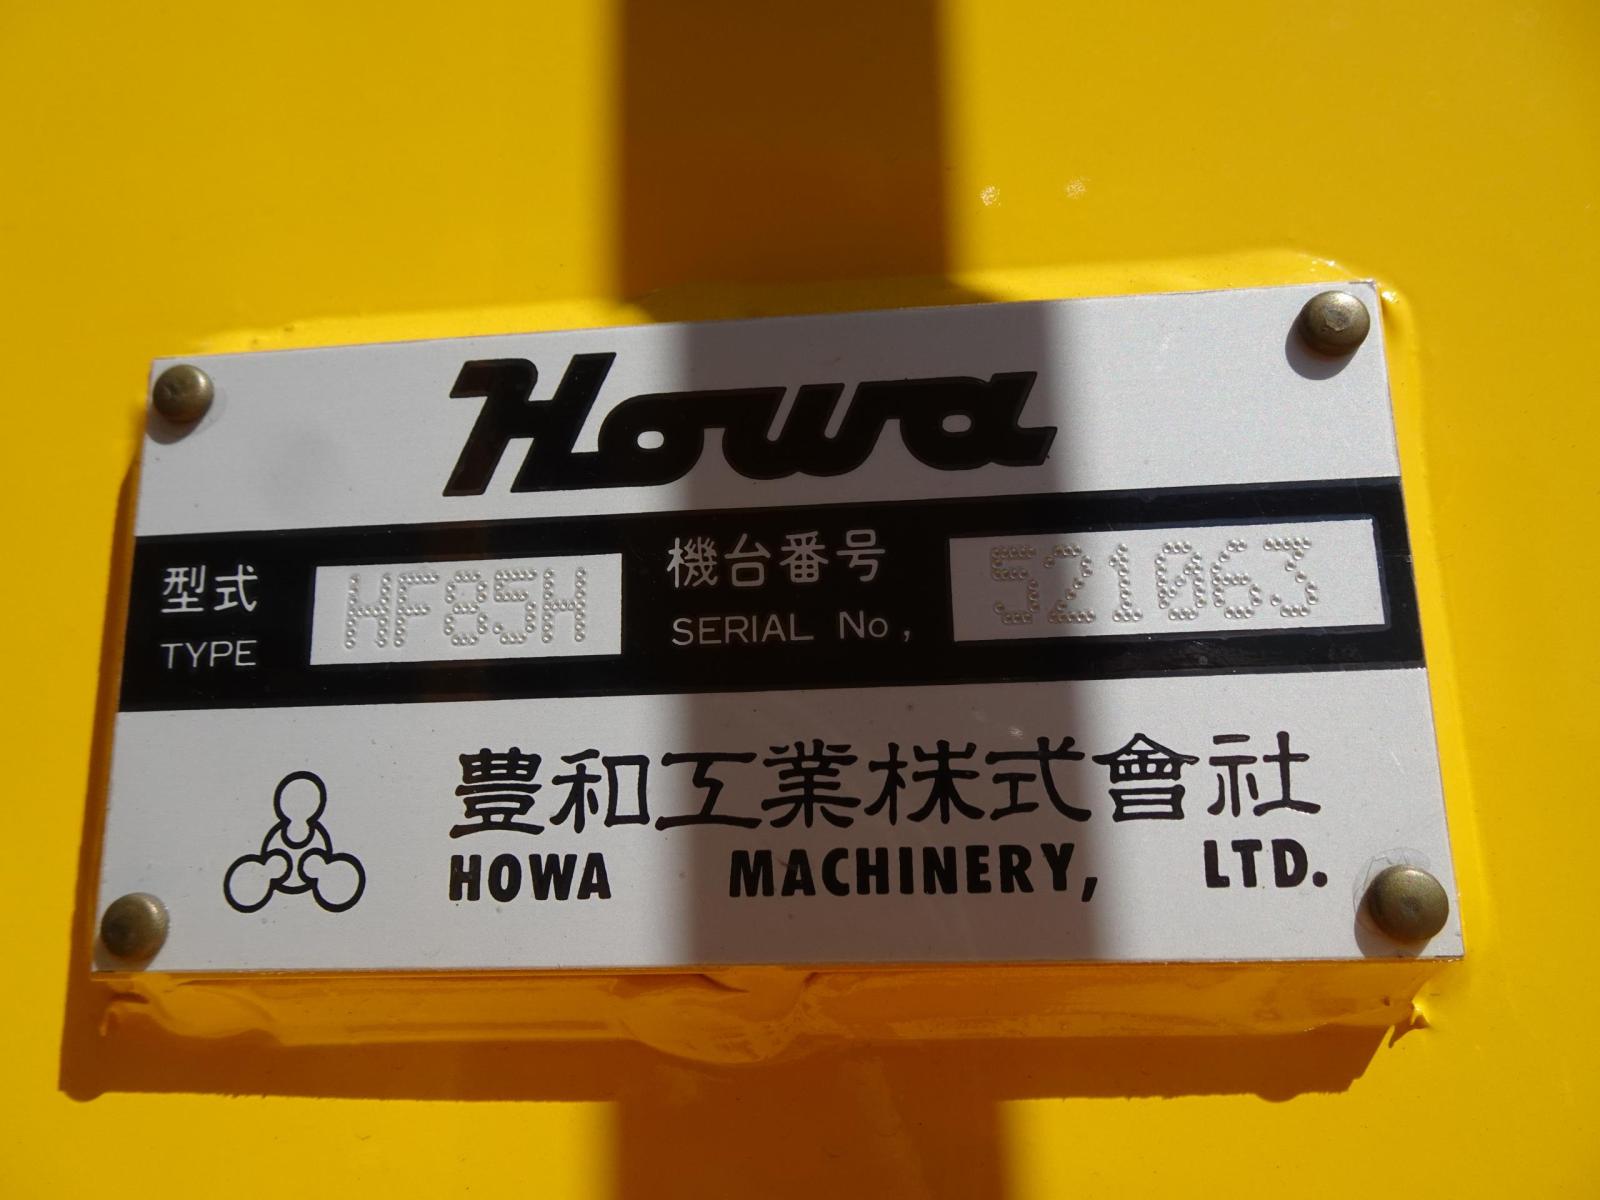 Howa
型式 HF85H 機台番号 521063
TYPE SERIAL No,
豊和工業株式會社
HOWA MACHINERY, LTD.